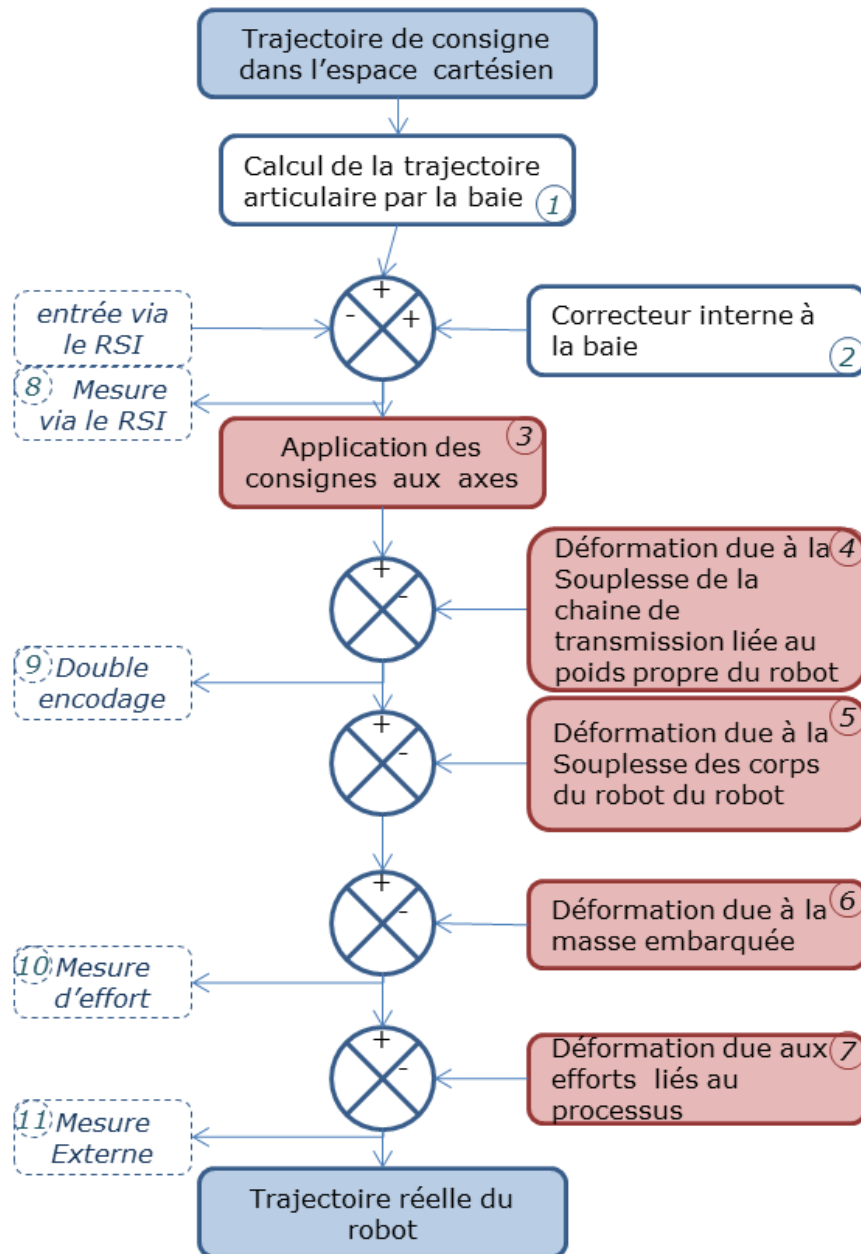 Trajectoire de consigne
dans l'espace cartésien
Calcul de la trajectoire
articulaire par la baie
1
+
-
+
entrée via
le RSI
Correcteur interne à
la baie
2
8 Mesure
via le RSI
3
Application des
consignes aux axes
+
-
4
Déformation due à la
Souplesse de la
chaine de
transmission liée au
poids propre du robot
9 Double
encodage
+
-
5
Déformation due à la
Souplesse des corps
du robot du robot
+
-
6
Déformation due à la
masse embarquée
10 Mesure
d'effort
+
-
7
Déformation due aux
efforts liés au
processus
11 Mesure
Externe
Trajectoire réelle du
robot